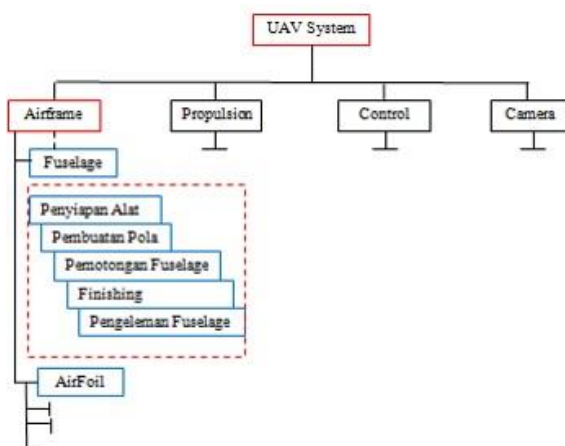 UAV System
Airframe
Propulsion
Control
Camera
Fuselage
Penyiapan Alat
Pembuatan Pola
Pemotongan Fuselage
Finishing
Pengeleman Fuselage
AirFoil